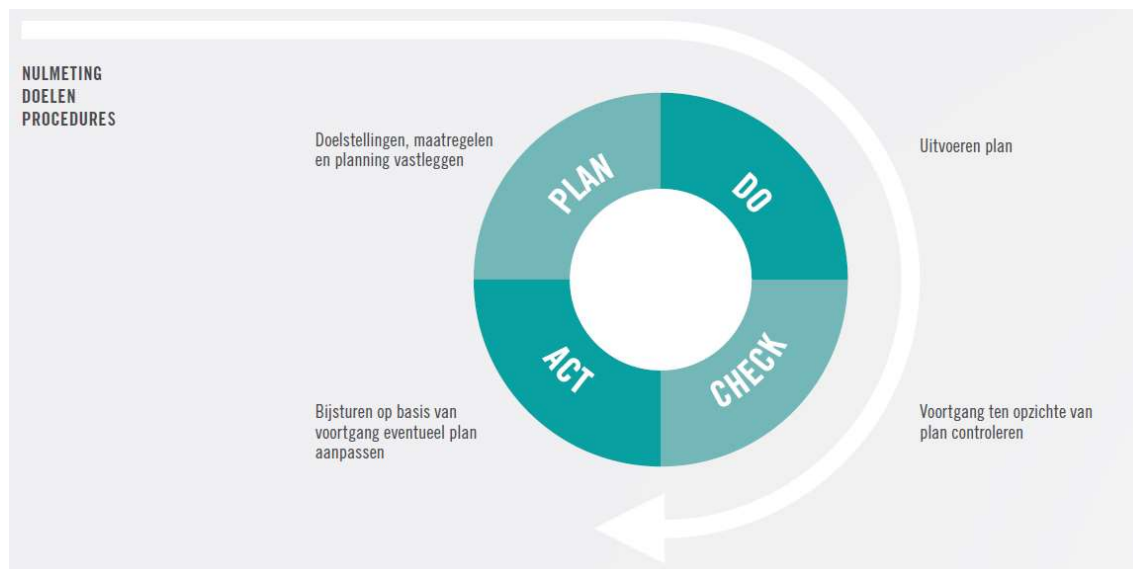 NULMETING
DOELEN
PROCEDURES
Doelstellingen, maatregelen
en planning vastleggen
PLAN
DO
Uitvoeren plan
ACT
CHECK
Bijsturen op basis van
voortgang eventueel plan
aanpassen
Voortgang ten opzichte van
plan controleren